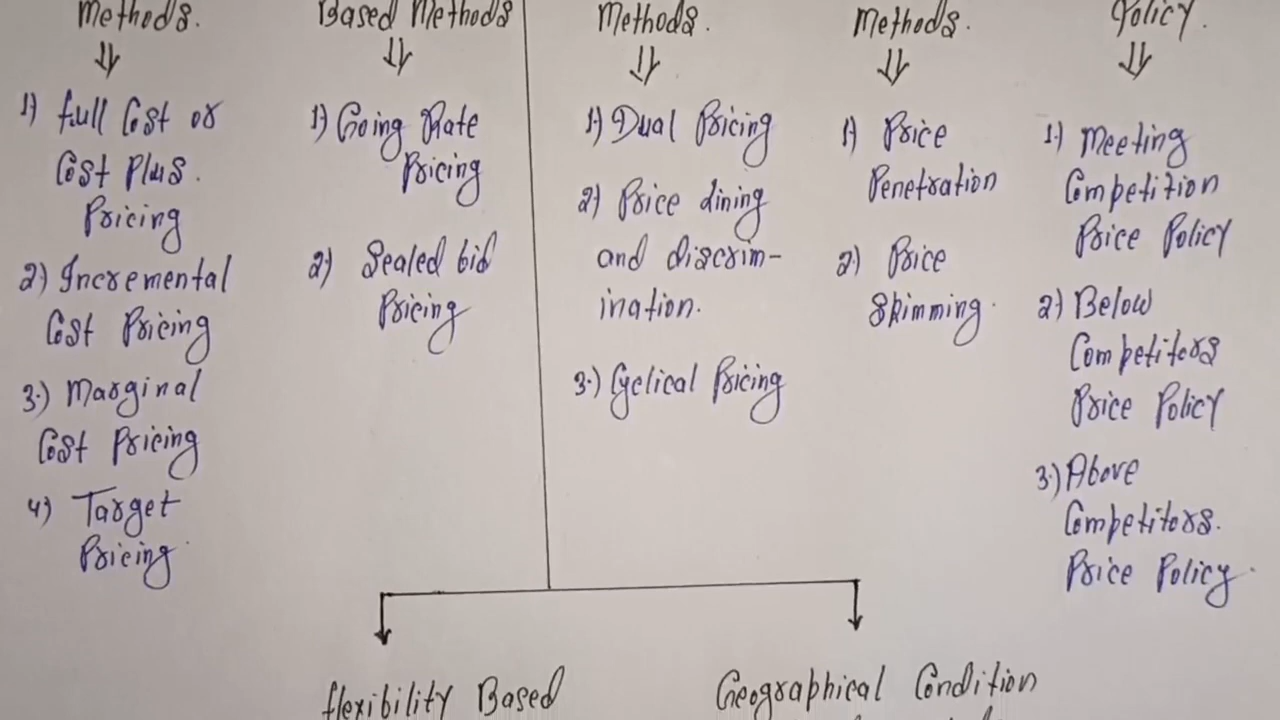 Methods.
⇓
1) Full Cost or
Cost Plus.
Pricing
2) Incremental
Cost Pricing
3.) Marginal
Cost Pricing
4) Target
Pricing
Based Methods
⇓
1) Going Rate
Pricing
2) Sealed bid
Pricing
Methods.
⇓
1) Dual Pricing
2) Price dining
and discrim-
ination.
3.) Cyclical Pricing
Methods.
⇓
1) Price
Penetration
2) Price
Skimming.
Policy.
⇓
1.) Meeting
Competition
Price Policy
2) Below
Competitors
Price Policy
3.) Above
Competitors.
Price Policy.
flexibility Based
Geographical Condition